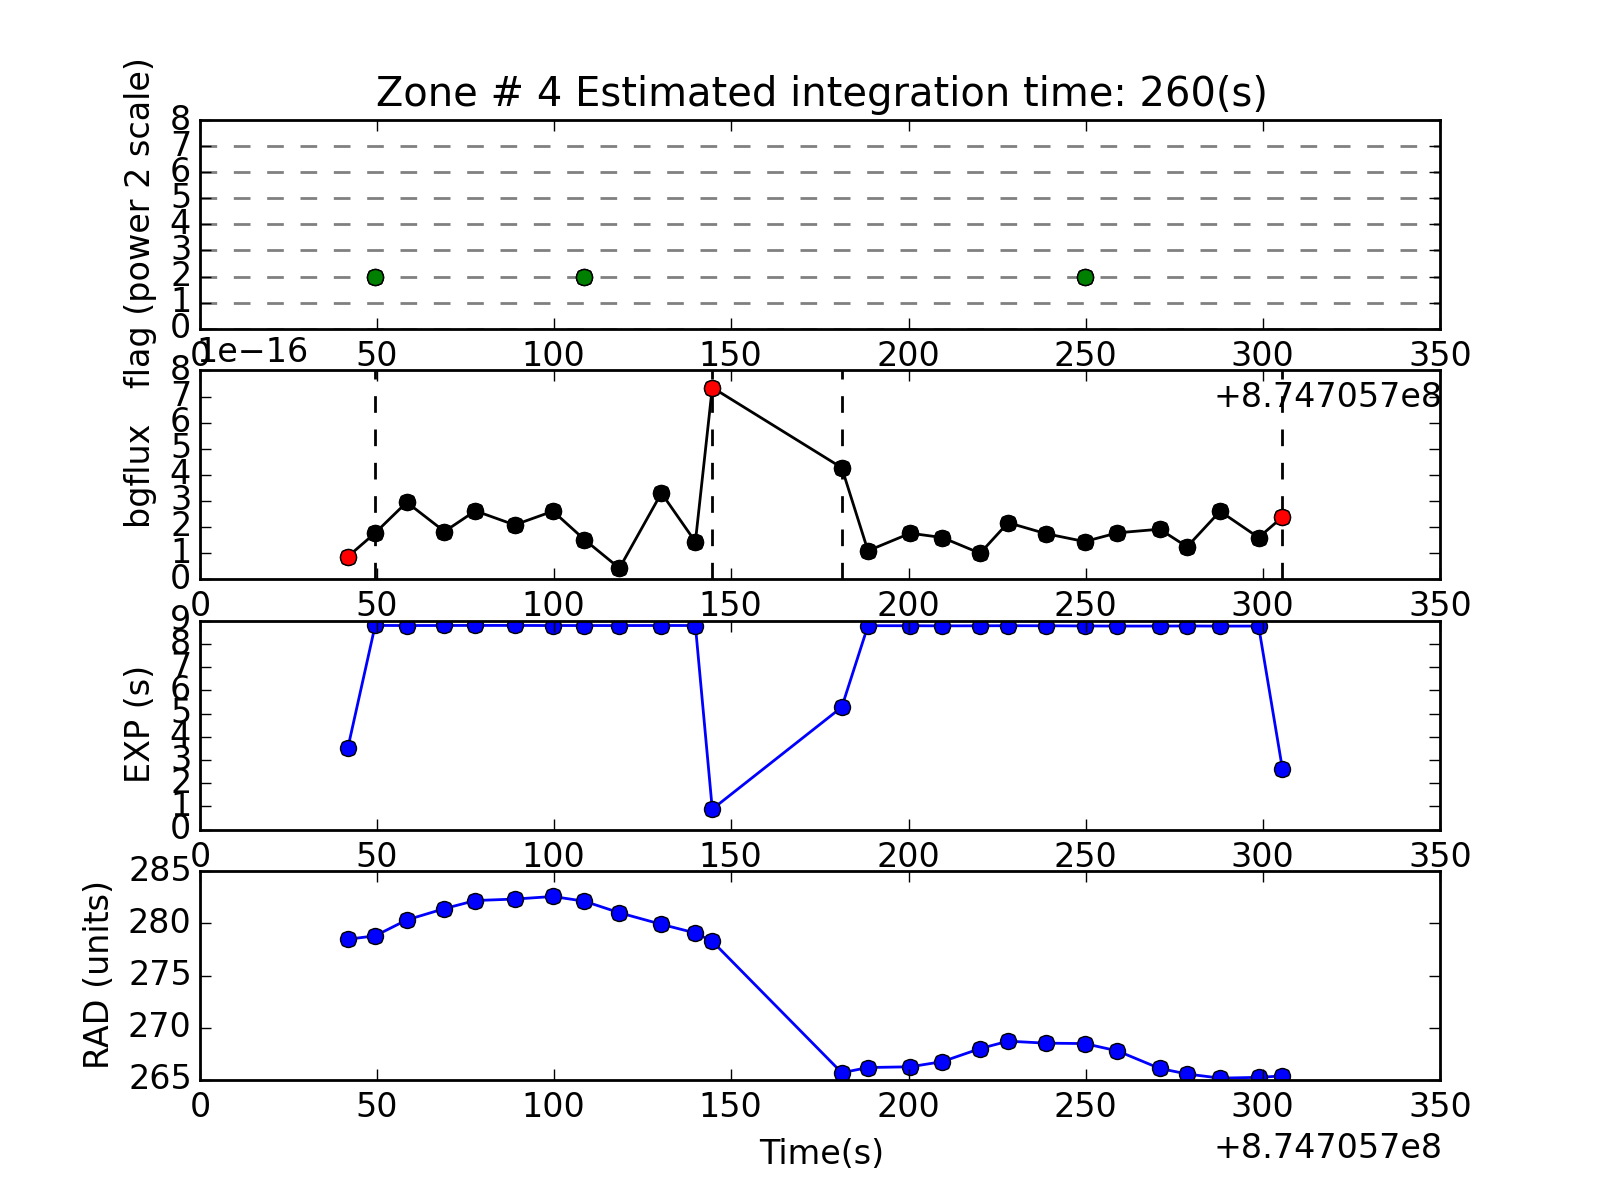 Zone # 4 Estimated integration time: 260(s)
flag (power 2 scale)
8
7
6
5
4
3
2
1
0
0 50 100 150 200 250 300 350
1e−16
+8.747057e8
bgflux
8
7
6
5
4
3
2
1
0
0 50 100 150 200 250 300 350
EXP (s)
9
8
7
6
5
4
3
2
1
0
0 50 100 150 200 250 300 350
RAD (units)
285
280
275
270
265
0 50 100 150 200 250 300 350
Time(s)
+8.747057e8